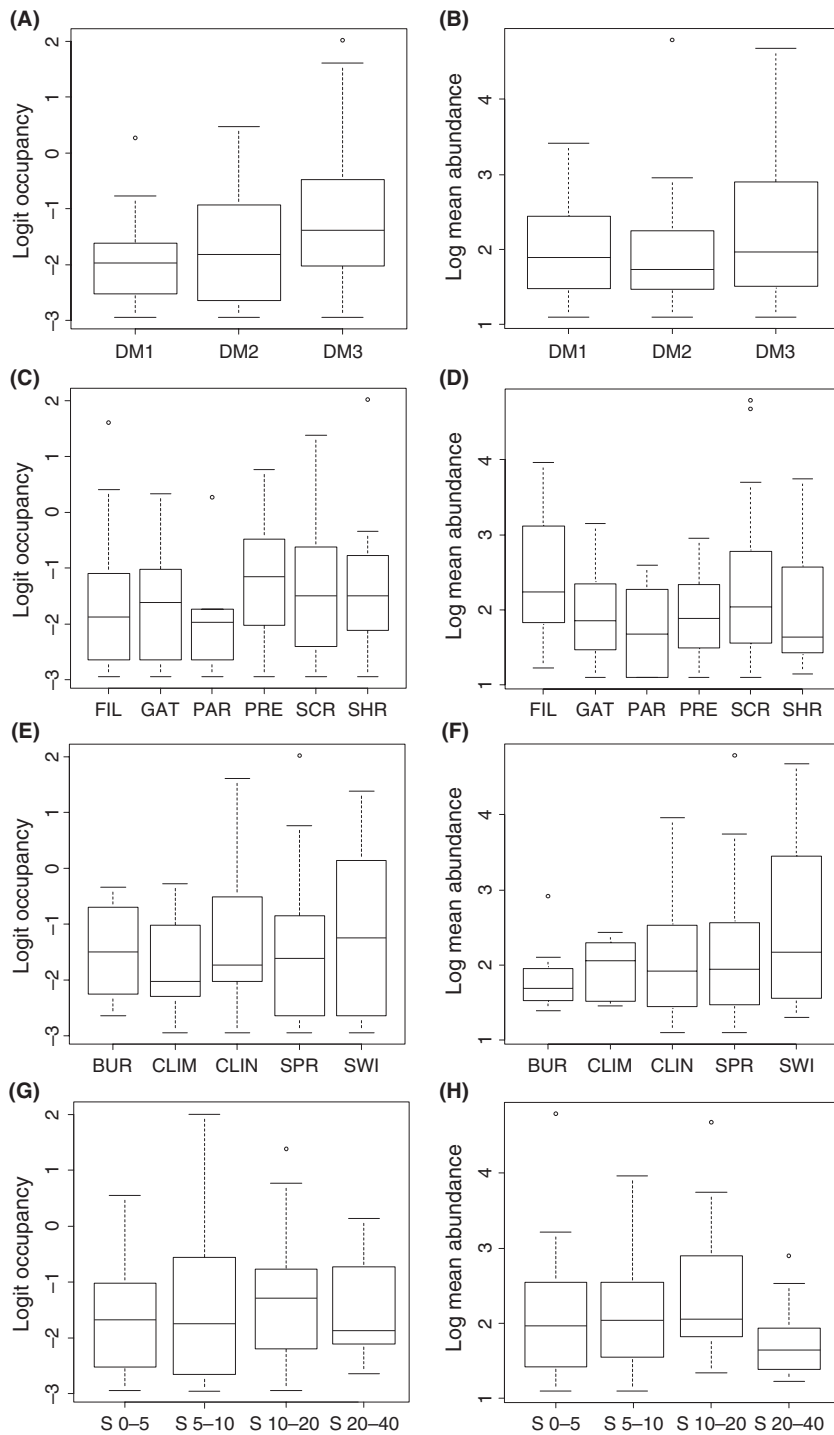 (A)
Logit occupancy
2
1
0
−1
−2
−3
DM1 DM2 DM3
(B)
Log mean abundance
4
3
2
1
DM1 DM2 DM3
(C)
Logit occupancy
2
1
0
−1
−2
−3
FIL GAT PAR PRE SCR SHR
(D)
Log mean abundance
4
3
2
1
FIL GAT PAR PRE SCR SHR
(E)
Logit occupancy
2
1
0
−1
−2
−3
BUR CLIM CLIN SPR SWI
(F)
Log mean abundance
4
3
2
1
BUR CLIM CLIN SPR SWI
(G)
Logit occupancy
2
1
0
−1
−2
−3
S 0–5 S 5–10 S 10–20 S 20–40
(H)
Log mean abundance
4
3
2
1
S 0–5 S 5–10 S 10–20 S 20–40